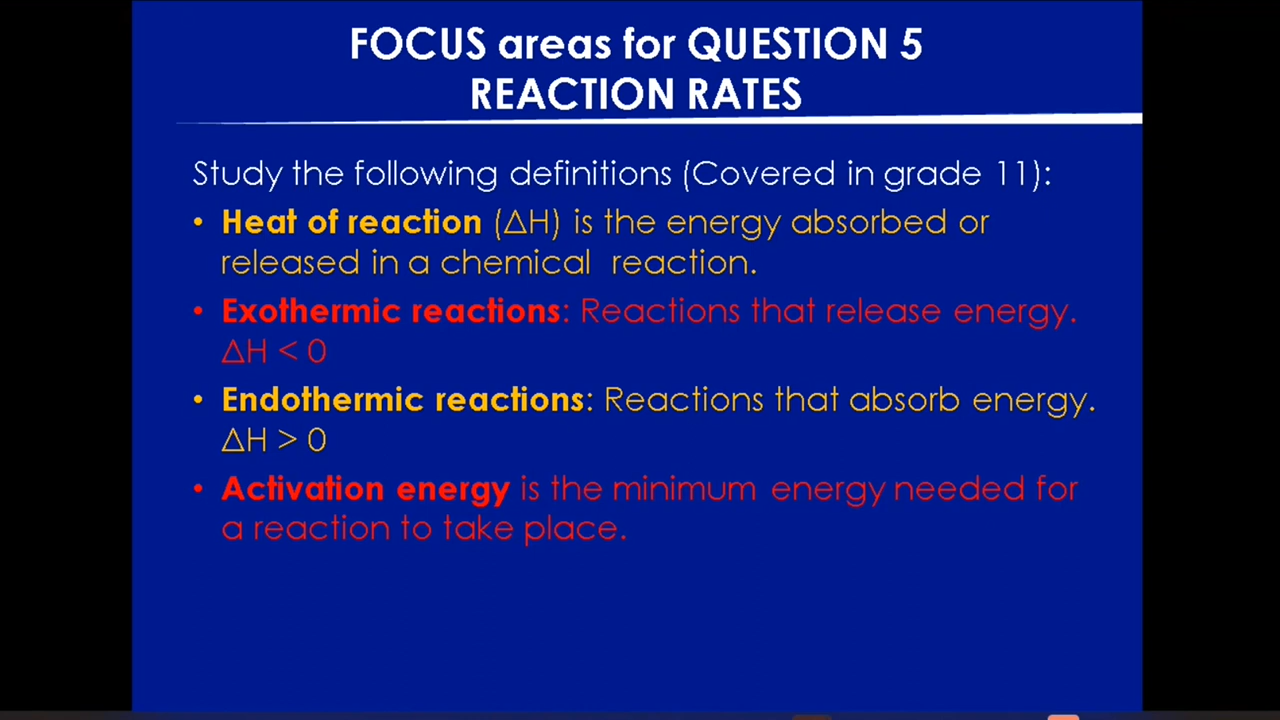 FOCUS areas for QUESTION 5
REACTION RATES
Study the following definitions (Covered in grade 11):
• Heat of reaction (ΔH) is the energy absorbed or
released in a chemical reaction.
• Exothermic reactions: Reactions that release energy.
ΔH < 0
• Endothermic reactions: Reactions that absorb energy.
ΔH > 0
• Activation energy is the minimum energy needed for
a reaction to take place.